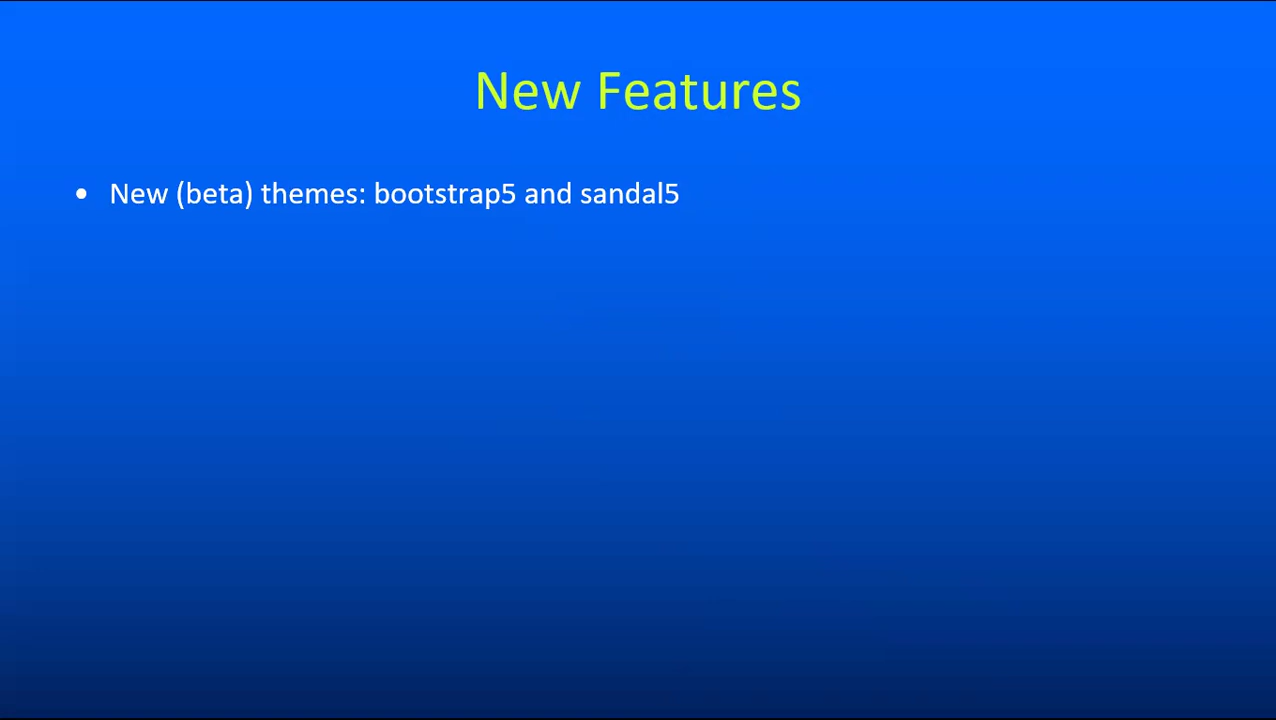 New Features
• New (beta) themes: bootstrap5 and sandal5